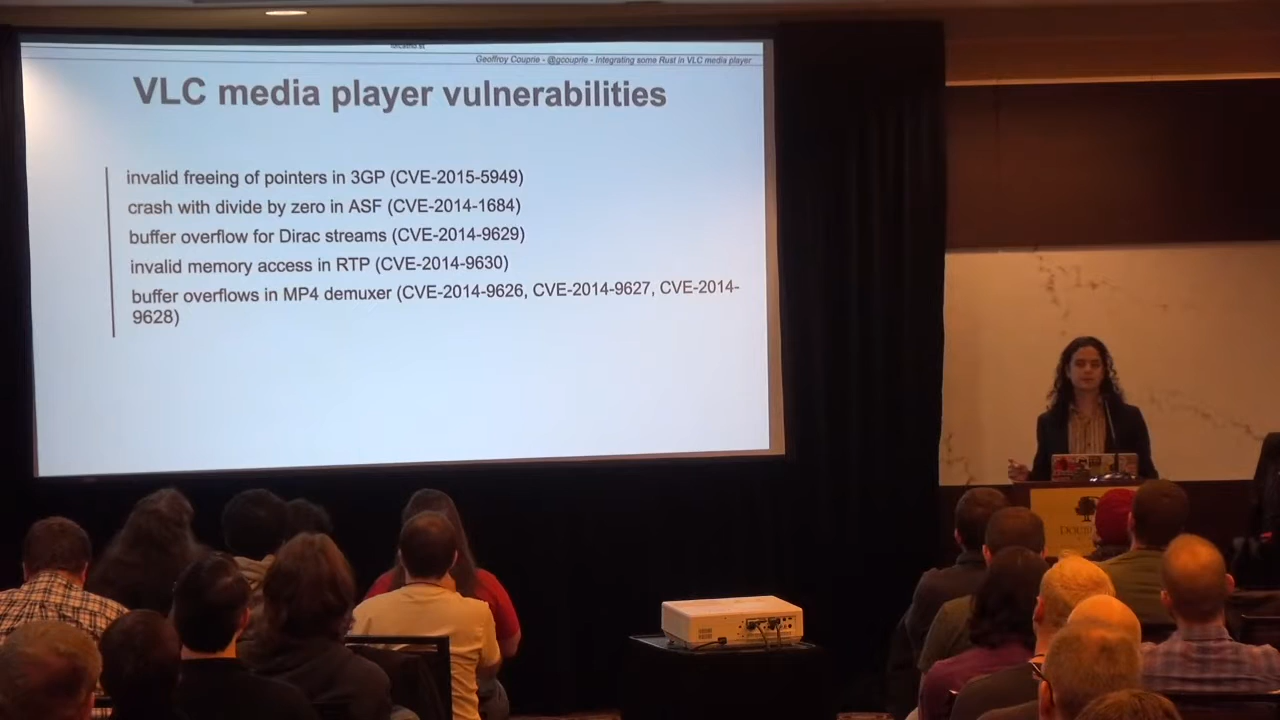 Geoffroy Couprie - @gcouprie - Integrating some Rust in VLC media player
VLC media player vulnerabilities
invalid freeing of pointers in 3GP (CVE-2015-5949)
crash with divide by zero in ASF (CVE-2014-1684)
buffer overflow for Dirac streams (CVE-2014-9629)
invalid memory access in RTP (CVE-2014-9630)
buffer overflows in MP4 demuxer (CVE-2014-9626, CVE-2014-9627, CVE-2014-
9628)